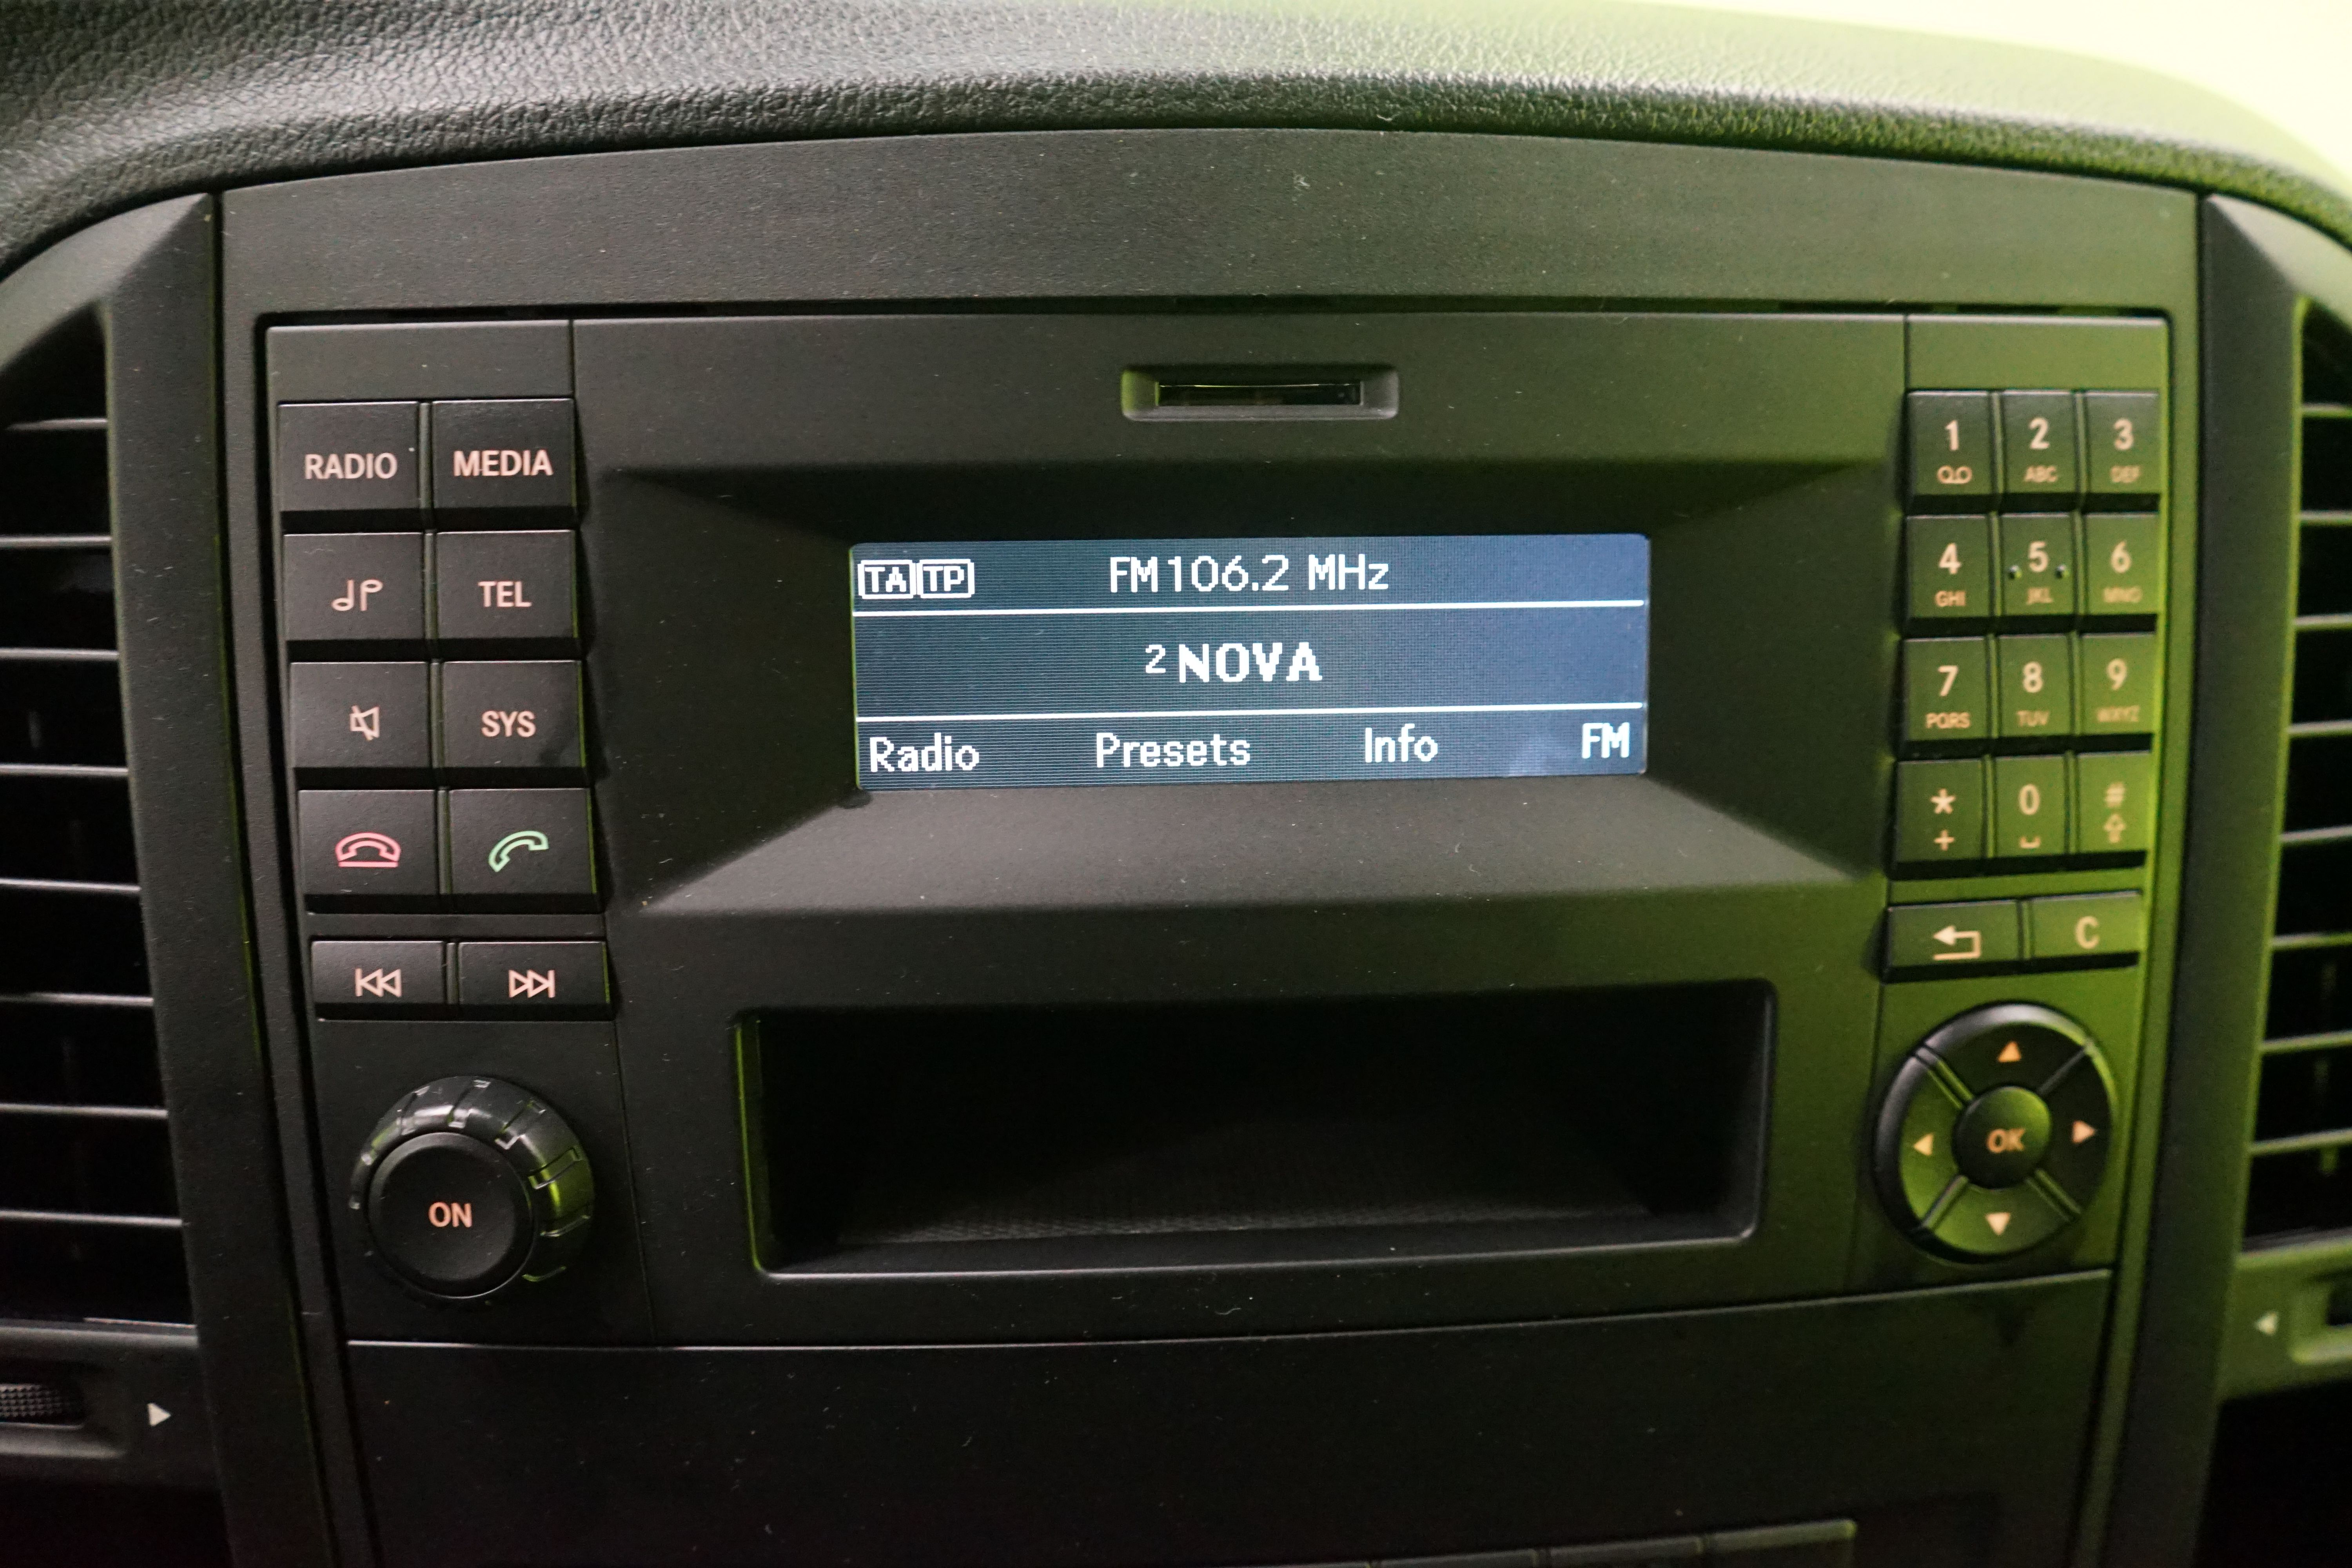 RADIO MEDIA
TEL
SYS
ON
TA TP FM 106.2 MHz
2 NOVA
Radio Presets Info FM
1 2 3
ABC DEF
4 5 6
GHI JKL MNO
7 8 9
PQRS TUV WXYZ
* 0 #
+
C
OK